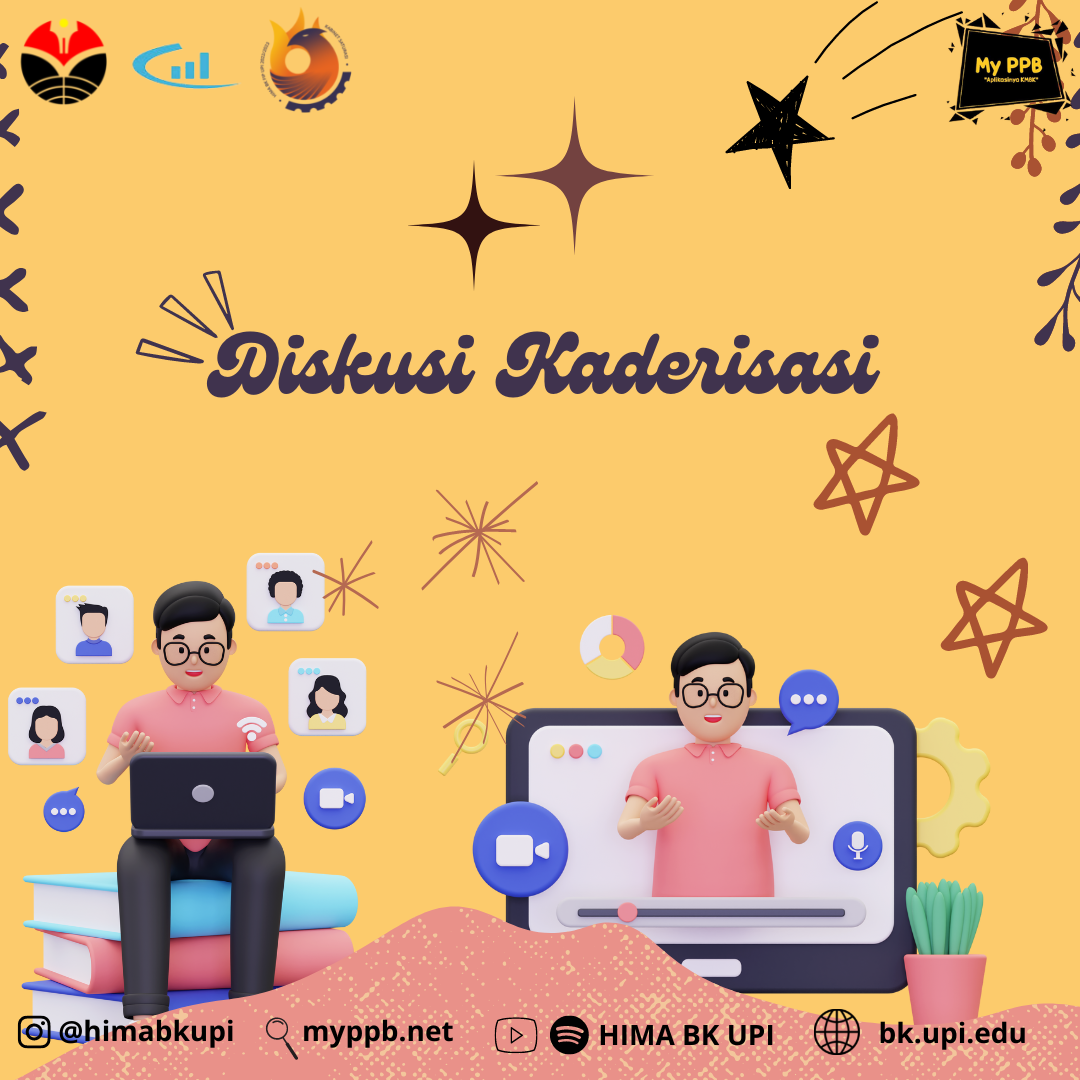 My PPB
"Aplikasinya KMBK"
Diskusi Kaderisasi
@himabkupi
myppb.net
HIMA BK UPI
bk.upi.edu